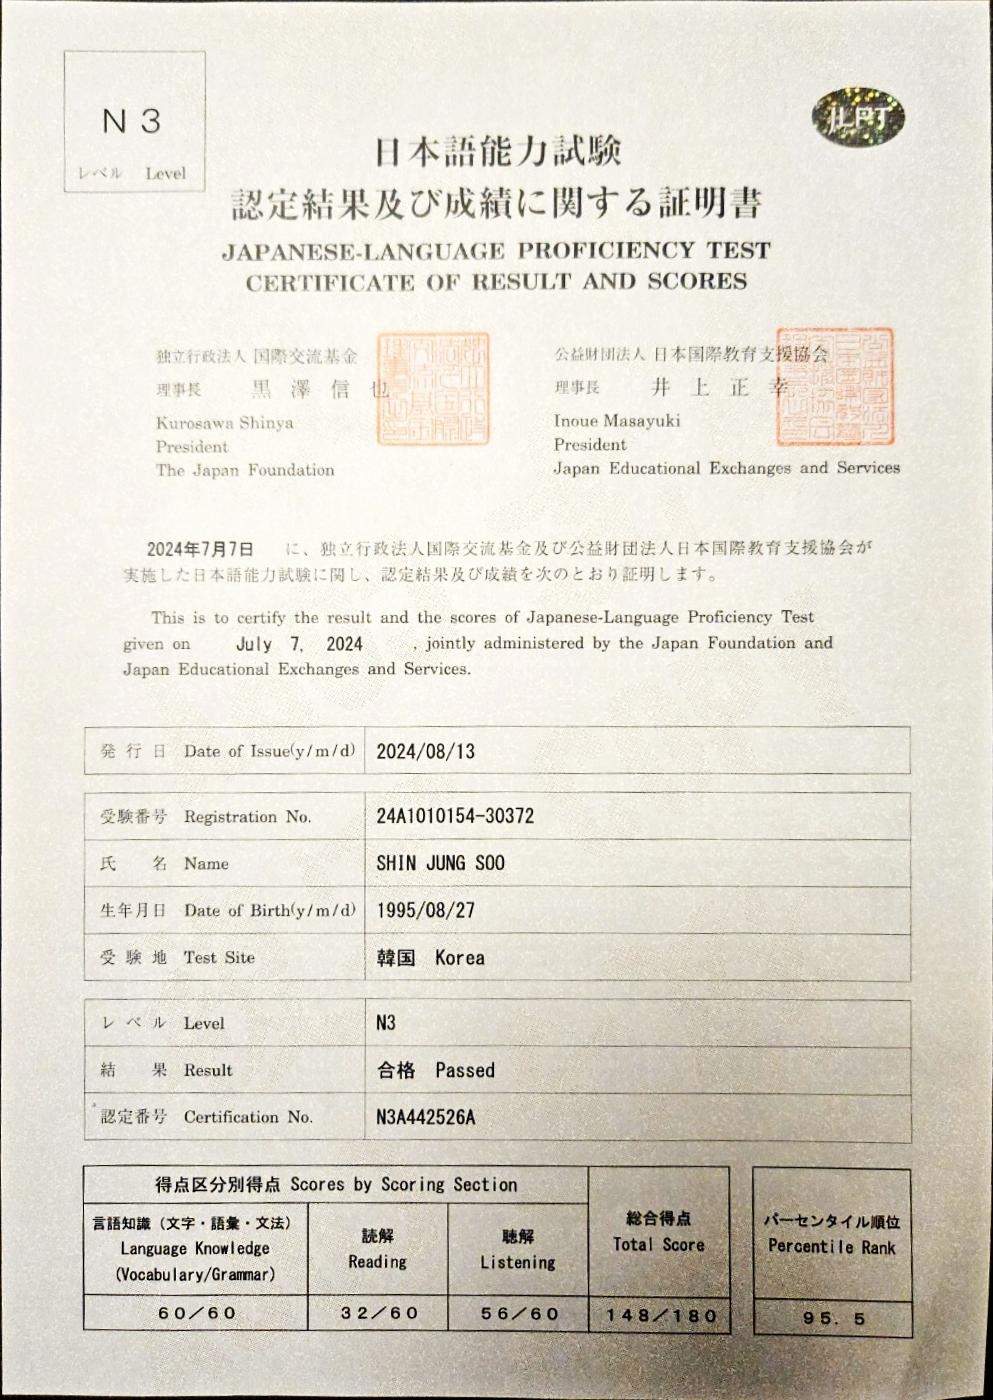 N3
レベル Level
JLPT
日本語能力試験
認定結果及び成績に関する証明書
JAPANESE-LANGUAGE PROFICIENCY TEST
CERTIFICATE OF RESULT AND SCORES
独立行政法人 国際交流基金
理事長 黒澤信也
Kurosawa Shinya
President
The Japan Foundation
公益財団法人 日本国際教育支援協会
理事長 井上正幸
Inoue Masayuki
President
Japan Educational Exchanges and Services
2024年7月7日 に、独立行政法人国際交流基金及び公益財団法人日本国際教育支援協会が
実施した日本語能力試験に関し、認定結果及び成績を次のとおり証明します。
This is to certify the result and the scores of Japanese-Language Proficiency Test
given on July 7, 2024 , jointly administered by the Japan Foundation and
Japan Educational Exchanges and Services.
発行日 Date of Issue(y/m/d) 2024/08/13
受験番号 Registration No. 24A1010154-30372
氏名 Name SHIN JUNG SOO
生年月日 Date of Birth(y/m/d) 1995/08/27
受験地 Test Site 韓国 Korea
レベル Level N3
結果 Result 合格 Passed
認定番号 Certification No. N3A442526A
得点区分別得点 Scores by Scoring Section
言語知識（文字・語彙・文法）
Language Knowledge
(Vocabulary/Grammar)
読解
Reading
聴解
Listening
総合得点
Total Score
パーセンタイル順位
Percentile Rank
60/60 32/60 56/60 148/180 95.5